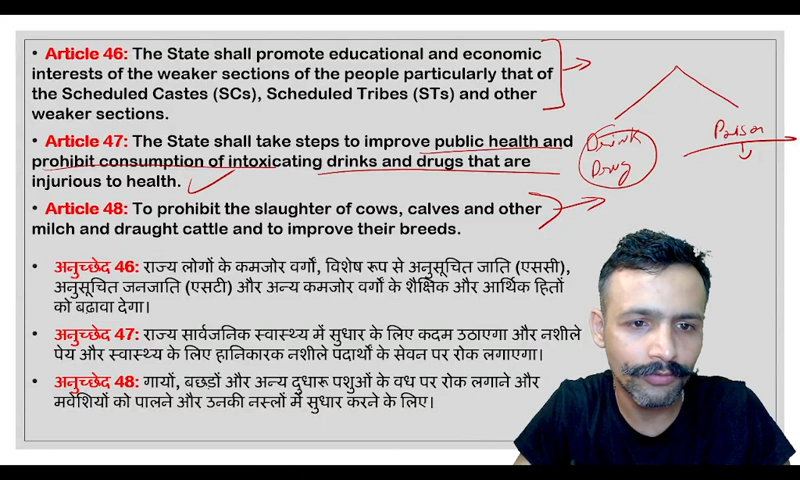 • Article 46: The State shall promote educational and economic
interests of the weaker sections of the people particularly that of
the Scheduled Castes (SCs), Scheduled Tribes (STs) and other
weaker sections.
• Article 47: The State shall take steps to improve public health and
prohibit consumption of intoxicating drinks and drugs that are
injurious to health.
• Article 48: To prohibit the slaughter of cows, calves and other
milch and draught cattle and to improve their breeds.
Drink
Drug
• अनुच्छेद 46: राज्य लोगों के कमजोर वर्गों, विशेष रूप से अनुसूचित जाति (एससी),
अनुसूचित जनजाति (एसटी) और अन्य कमजोर वर्गों के शैक्षिक और आर्थिक हितों
को बढ़ावा देगा।
• अनुच्छेद 47: राज्य सार्वजनिक स्वास्थ्य में सुधार के लिए कदम उठाएगा और नशीले
पेय और स्वास्थ्य के लिए हानिकारक नशीले पदार्थों के सेवन पर रोक लगाएगा।
• अनुच्छेद 48: गायों, बछड़ों और अन्य दुधारू पशुओं के वध पर रोक लगाने और
मवेशियों को पालने और उनकी नस्लों में सुधार करने के लिए।